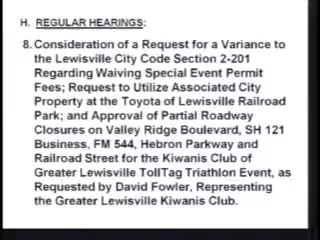 H. REGULAR HEARINGS:
8. Consideration of a Request for a Variance to
the Lewisville City Code Section 2-201
Regarding Waiving Special Event Permit
Fees; Request to Utilize Associated City
Property at the Toyota of Lewisville Railroad
Park; and Approval of Partial Roadway
Closures on Valley Ridge Boulevard, SH 121
Business, FM 544, Hebron Parkway and
Railroad Street for the Kiwanis Club of
Greater Lewisville TollTag Triathlon Event, as
Requested by David Fowler, Representing
the Greater Lewisville Kiwanis Club.